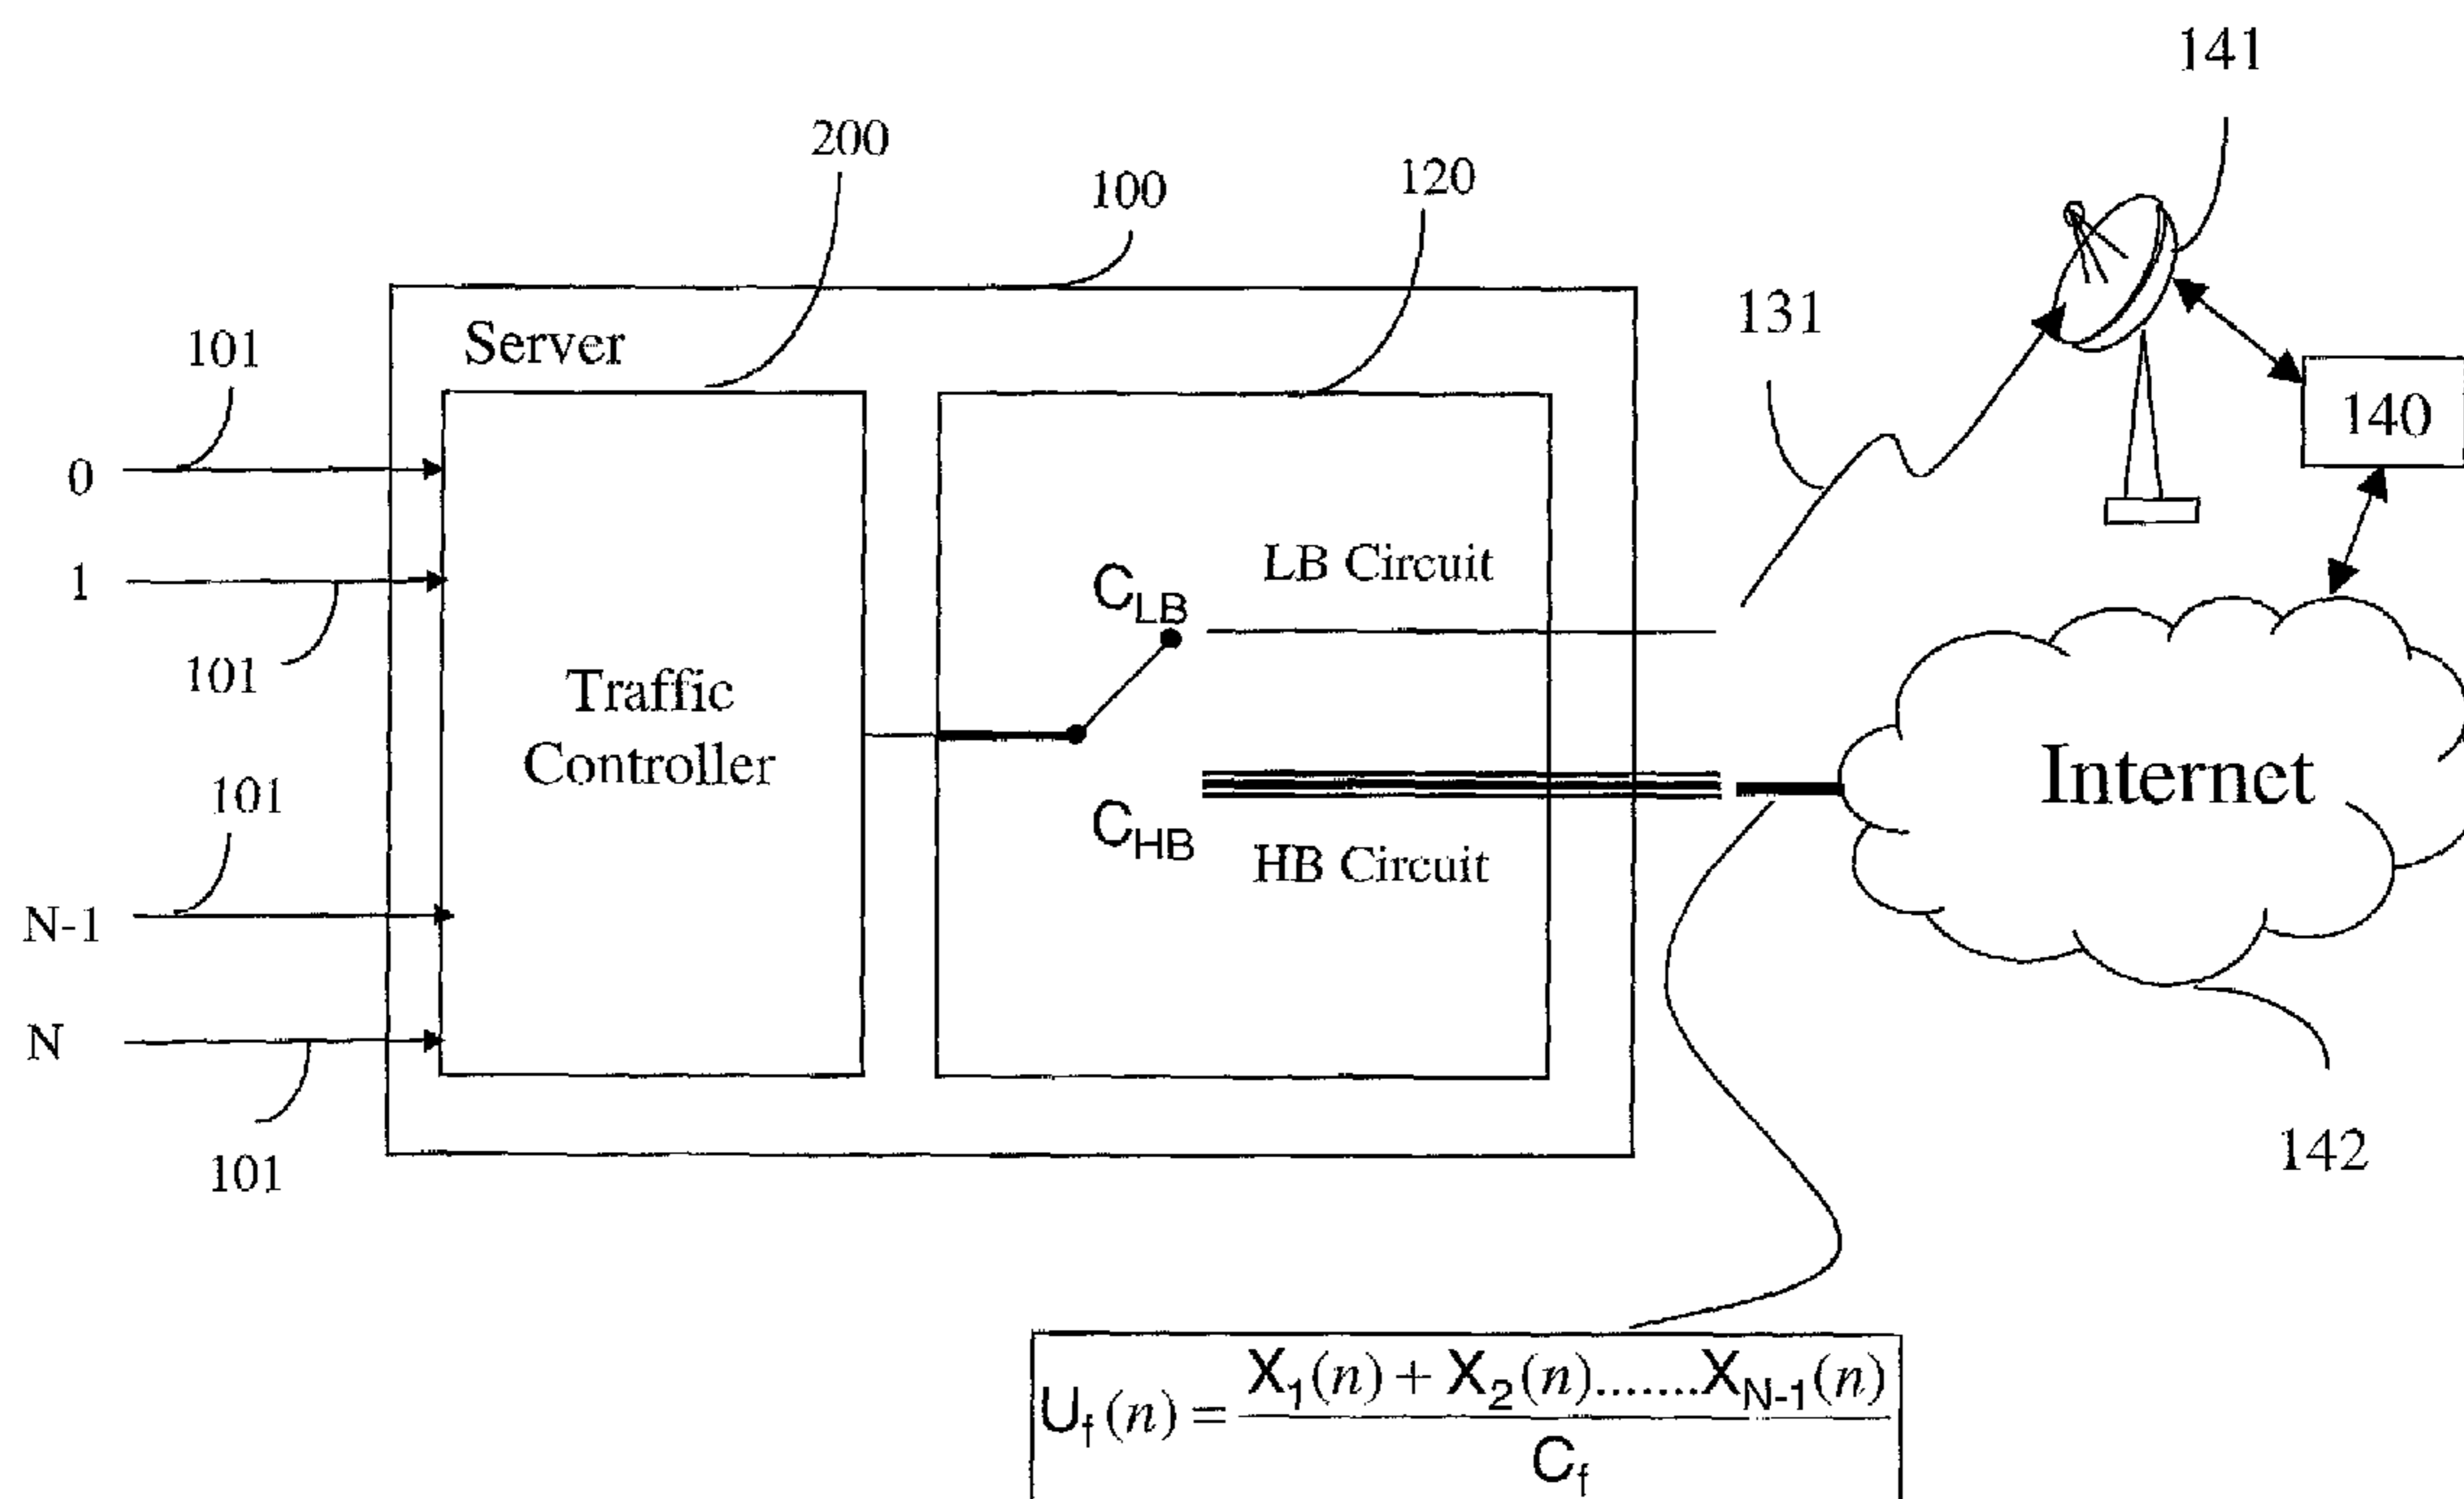 141
200
100
120
131
Server
101
140
0
LB Circuit
C_LB
1
101
Traffic
Controller
Internet
101
C_HB
HB Circuit
N-1
N
101
142
U_f(n) = X_1(n) + X_2(n).......X_N-1(n)
C_f